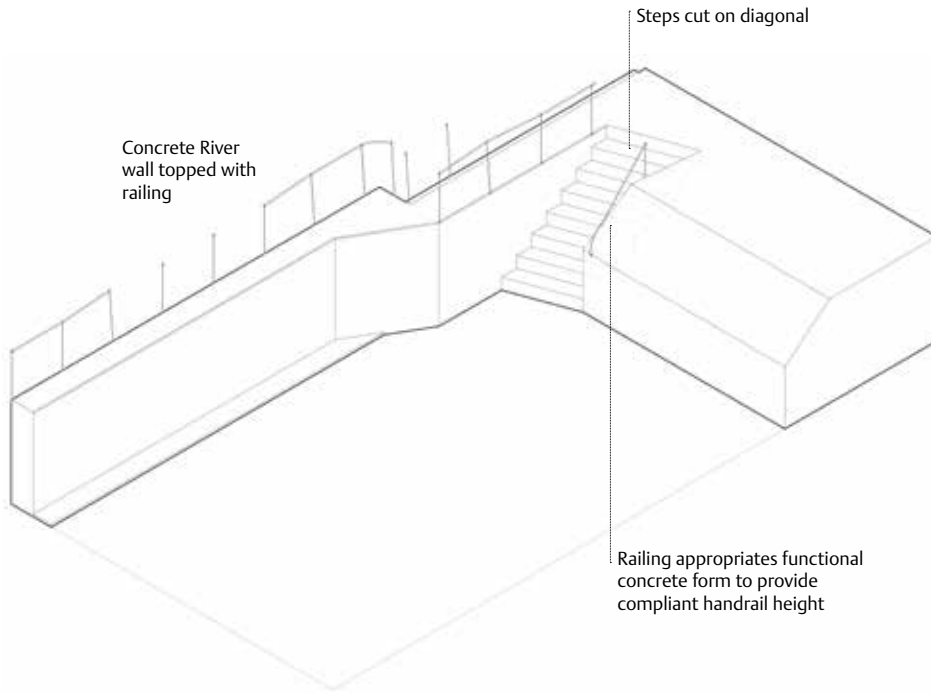 Steps cut on diagonal
Concrete River
wall topped with
railing
Railing appropriates functional
concrete form to provide
compliant handrail height